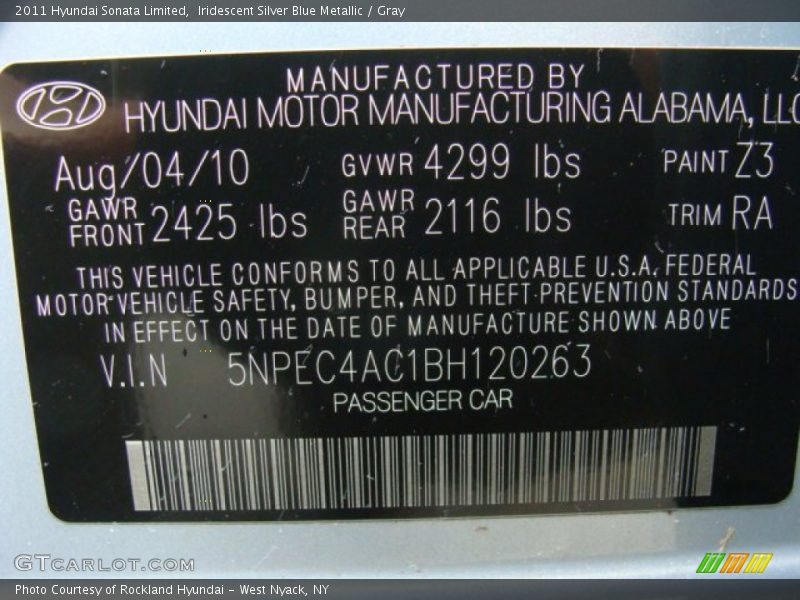 2011 Hyundai Sonata Limited, Iridescent Silver Blue Metallic / Gray
MANUFACTURED BY
HYUNDAI MOTOR MANUFACTURING ALABAMA, LLC
Aug/04/10 GVWR 4299 lbs PAINT Z3
GAWR FRONT 2425 lbs GAWR REAR 2116 lbs TRIM RA
THIS VEHICLE CONFORMS TO ALL APPLICABLE U.S.A. FEDERAL
MOTOR VEHICLE SAFETY, BUMPER, AND THEFT PREVENTION STANDARDS
IN EFFECT ON THE DATE OF MANUFACTURE SHOWN ABOVE
V.I.N 5NPEC4AC1BH120263
PASSENGER CAR
GTCARLOT.COM
Photo Courtesy of Rockland Hyundai - West Nyack, NY